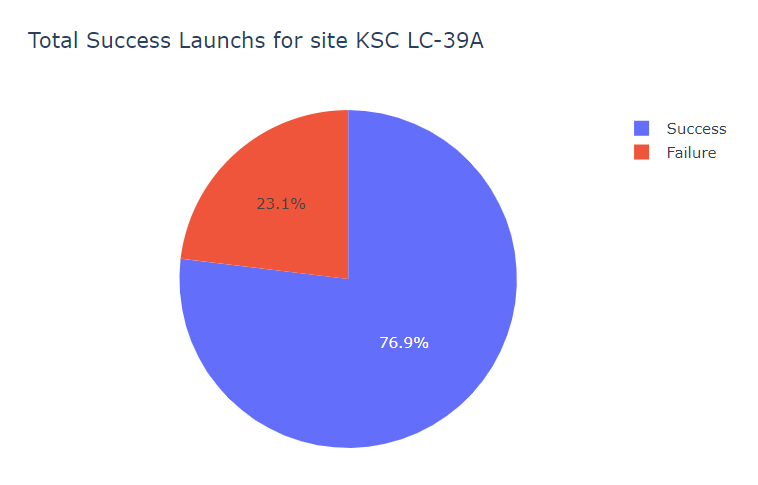 Total Success Launchs for site KSC LC-39A
Success
Failure
23.1%
76.9%